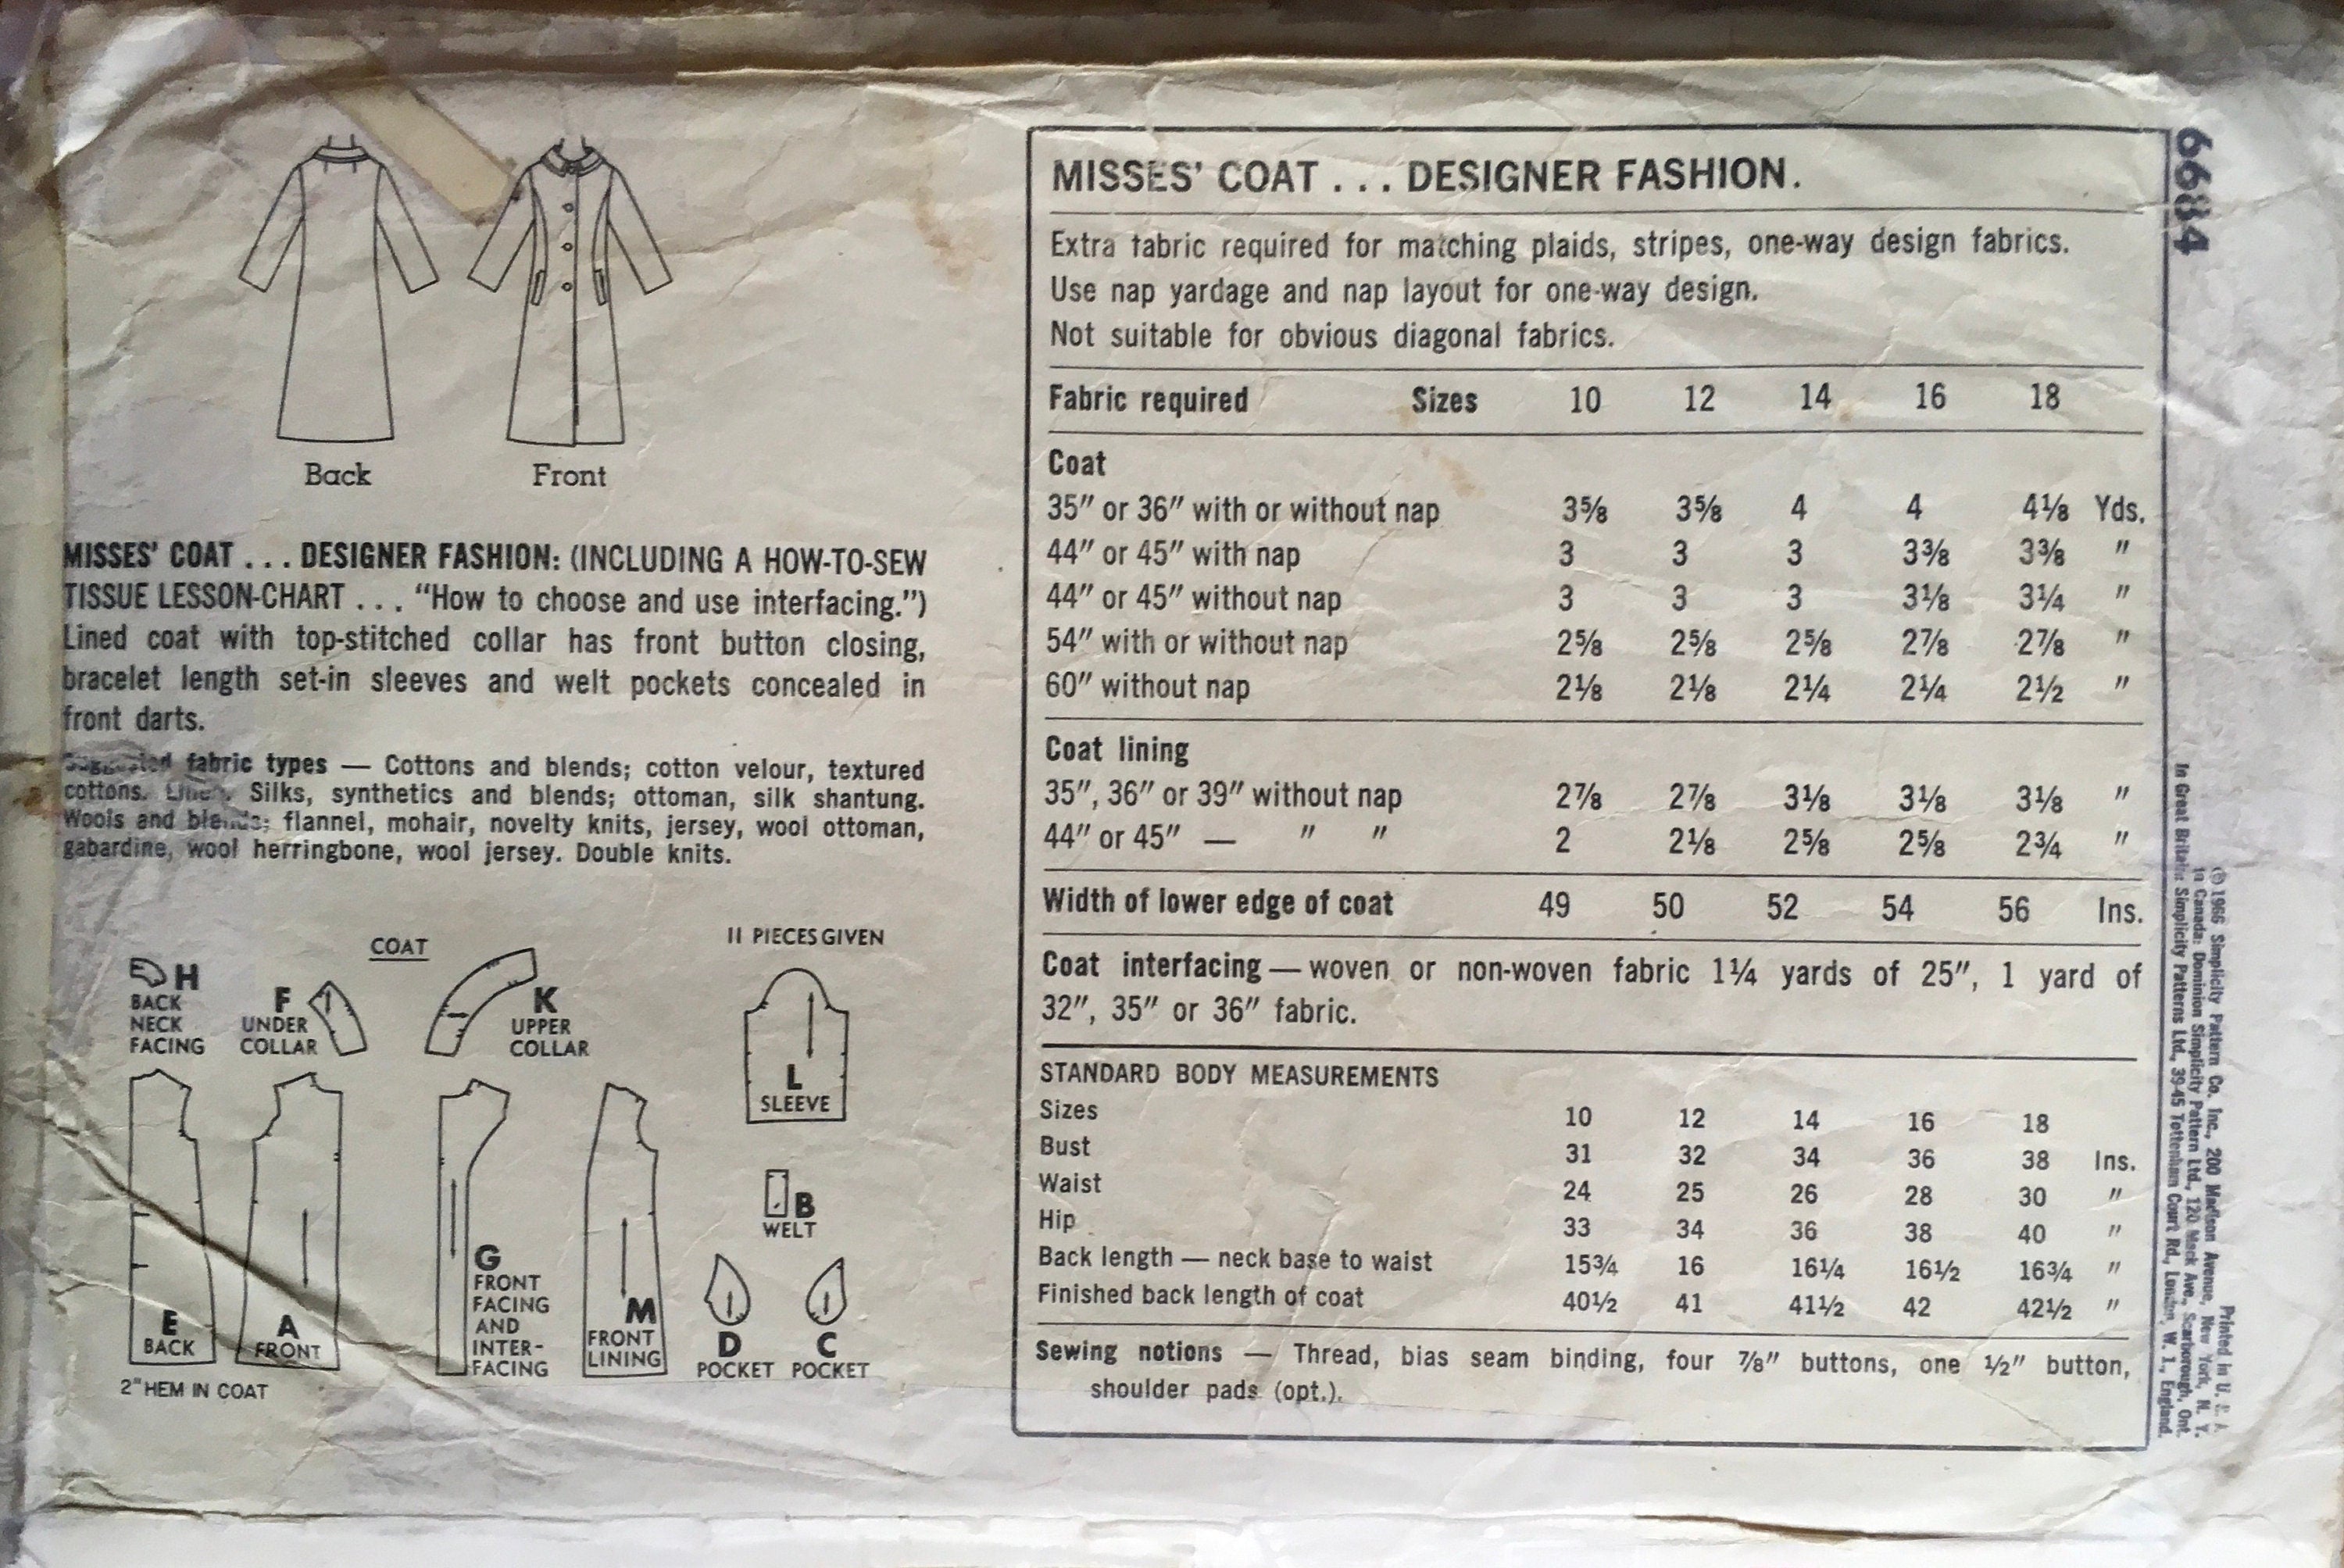 Back
Front
MISSES' COAT . . . DESIGNER FASHION: (INCLUDING A HOW-TO-SEW
TISSUE LESSON-CHART . . . “How to choose and use interfacing.”)
Lined coat with top-stitched collar has front button closing,
bracelet length set-in sleeves and welt pockets concealed in
front darts.
Suggested fabric types — Cottons and blends; cotton velour, textured
cottons. Linen. Silks, synthetics and blends; ottoman, silk shantung.
Wools and blends; flannel, mohair, novelty knits, jersey, wool ottoman,
gabardine, wool herringbone, wool jersey. Double knits.
COAT
11 PIECES GIVEN
H
BACK
NECK
FACING
F
UNDER
COLLAR
K
UPPER
COLLAR
L
SLEEVE
B
WELT
E
BACK
A
FRONT
G
FRONT
FACING
AND
INTER-
FACING
M
FRONT
LINING
D
POCKET
C
POCKET
2" HEM IN COAT
MISSES' COAT . . . DESIGNER FASHION.
Extra fabric required for matching plaids, stripes, one-way design fabrics.
Use nap yardage and nap layout for one-way design.
Not suitable for obvious diagonal fabrics.
Fabric required Sizes 10 12 14 16 18
Coat
35" or 36" with or without nap 3⅝ 3⅝ 4 4 4⅛ Yds.
44" or 45" with nap 3 3 3 3⅜ 3⅜ "
44" or 45" without nap 3 3 3 3⅛ 3¼ "
54" with or without nap 2⅝ 2⅝ 2⅝ 2⅞ 2⅞ "
60" without nap 2⅛ 2⅛ 2¼ 2¼ 2½ "
Coat lining
35", 36" or 39" without nap 2⅞ 2⅞ 3⅛ 3⅛ 3⅛ "
44" or 45" — " " 2 2⅛ 2⅝ 2⅝ 2¾ "
Width of lower edge of coat 49 50 52 54 56 Ins.
Coat interfacing — woven or non-woven fabric 1¼ yards of 25", 1 yard of
32", 35" or 36" fabric.
STANDARD BODY MEASUREMENTS
Sizes 10 12 14 16 18
Bust 31 32 34 36 38 Ins.
Waist 24 25 26 28 30 "
Hip 33 34 36 38 40 "
Back length — neck base to waist 15¾ 16 16¼ 16½ 16¾ "
Finished back length of coat 40½ 41 41½ 42 42½ "
Sewing notions — Thread, bias seam binding, four ⅞" buttons, one ½" button,
shoulder pads (opt.).
6684
Printed in U. S. A.
© 1966 Simplicity Pattern Co. Inc., 200 Madison Avenue, New York, N. Y.
In Canada: Dominion Simplicity Pattern Ltd., 120 Mack Ave., Scarborough, Ont.
In Great Britain: Simplicity Patterns Ltd., 39-45 Tottenham Court Rd., London, W. 1., England.